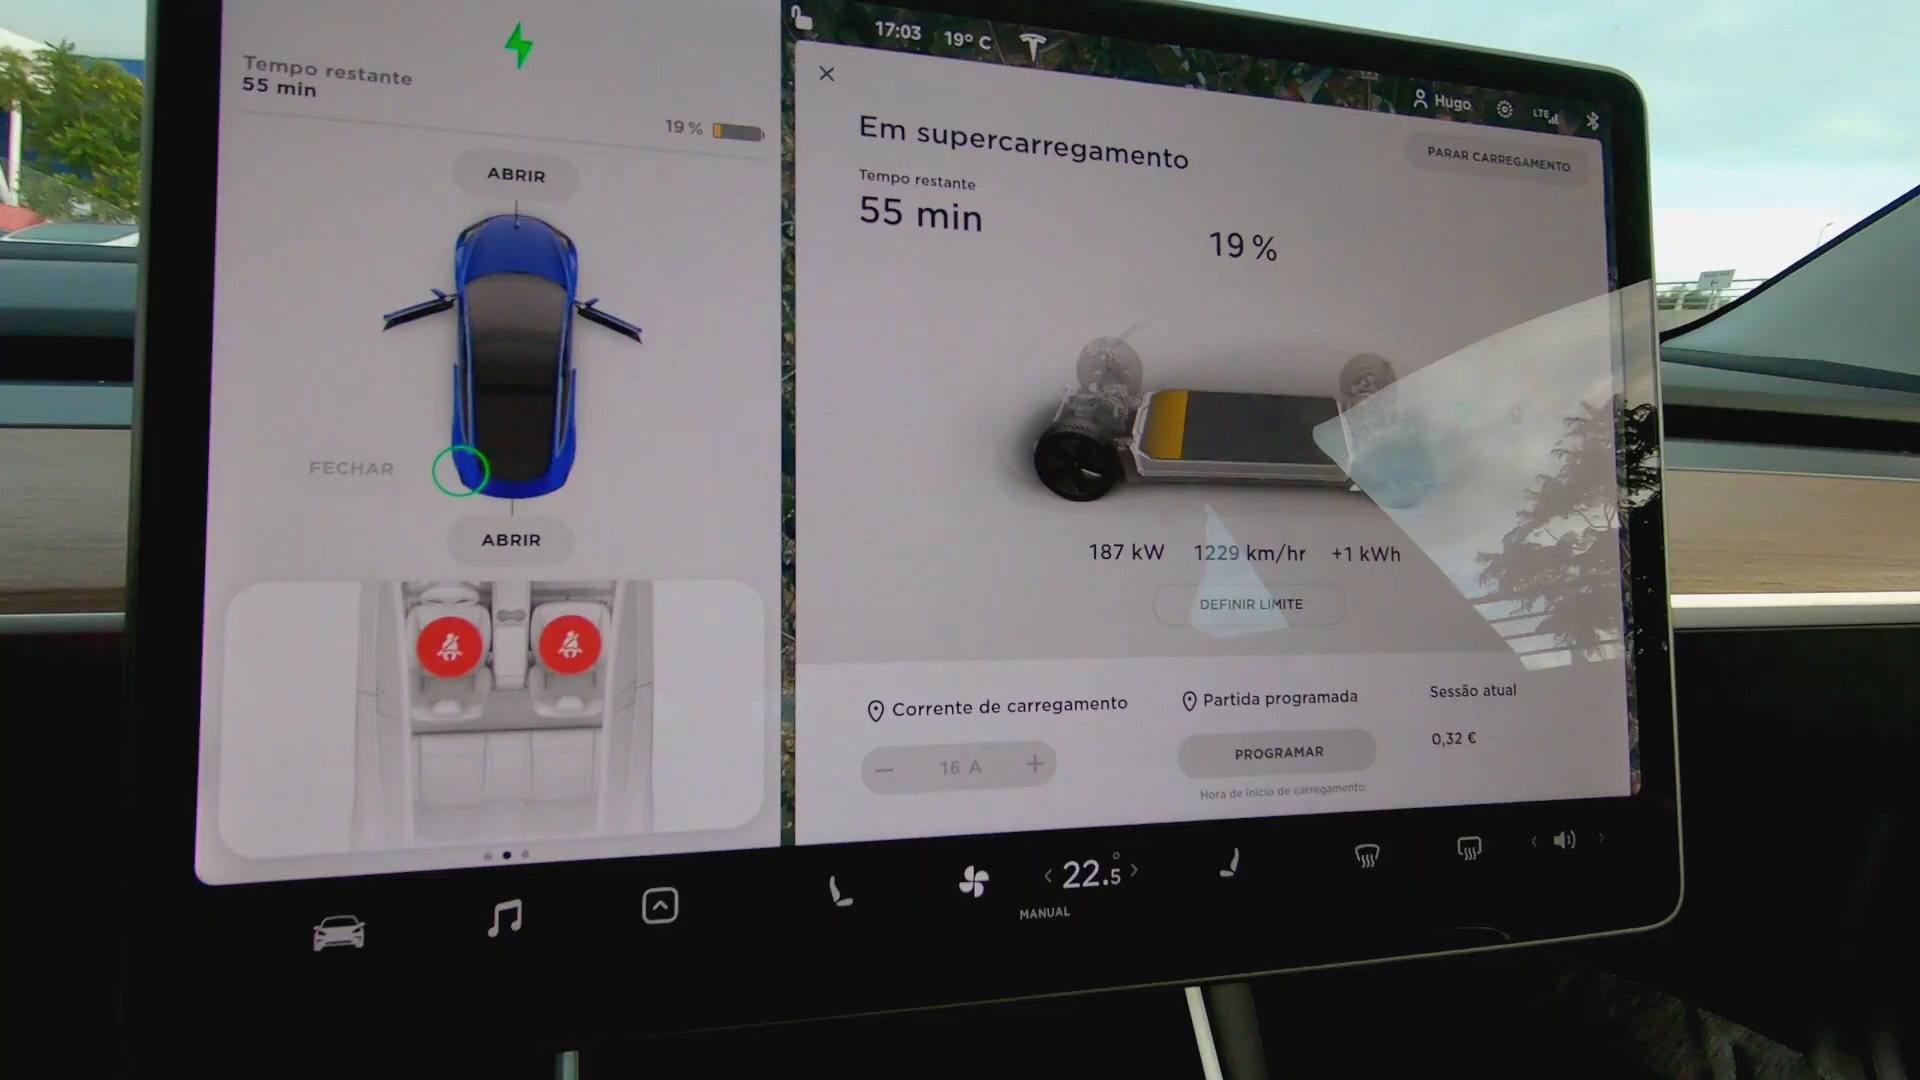 Tempo restante
55 min
19 %
ABRIR
FECHAR
ABRIR
17:03 19° C
Hugo
LTE
Em supercarregamento
PARAR CARREGAMENTO
Tempo restante
55 min
19 %
187 kW 1229 km/hr +1 kWh
DEFINIR LIMITE
Corrente de carregamento
16 A
Partida programada
PROGRAMAR
Hora de início de carregamento:
Sessão atual
0,32 €
22.5°
MANUAL